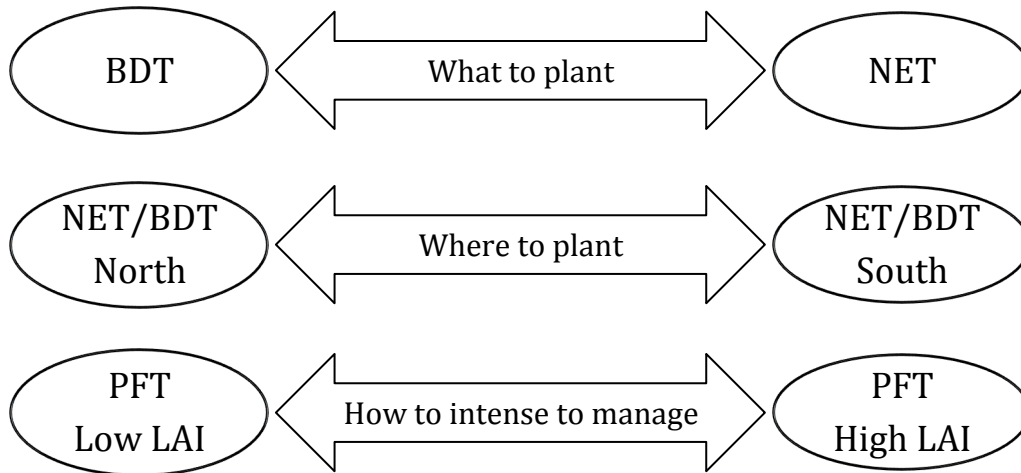 BDT
What to plant
NET
NET/BDT
North
Where to plant
NET/BDT
South
PFT
Low LAI
How to intense to manage
PFT
High LAI